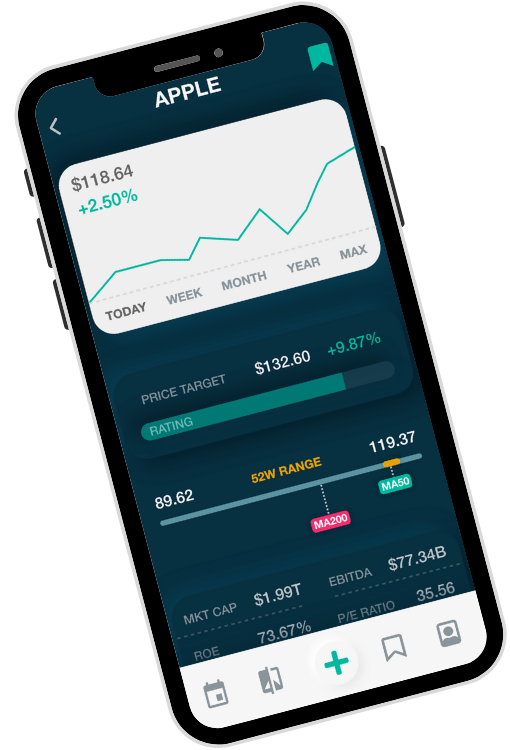 APPLE
$118.64
+2.50%
TODAY WEEK MONTH YEAR MAX
PRICE TARGET $132.60 +9.87%
RATING
89.62 52W RANGE 119.37
MA200 MA50
MKT CAP $1.99T EBITDA $77.34B
ROE 73.67% P/E RATIO 35.56